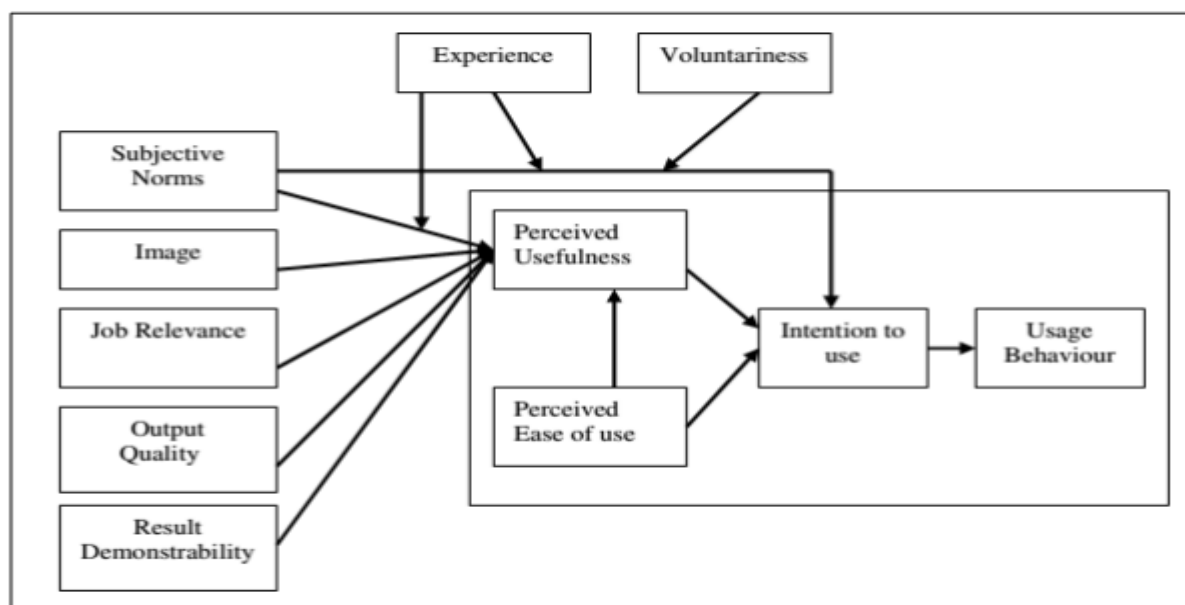 Experience
Voluntariness
Subjective
Norms
Image
Job Relevance
Output
Quality
Result
Demonstrability
Perceived
Usefulness
Perceived
Ease of use
Intention to
use
Usage
Behaviour